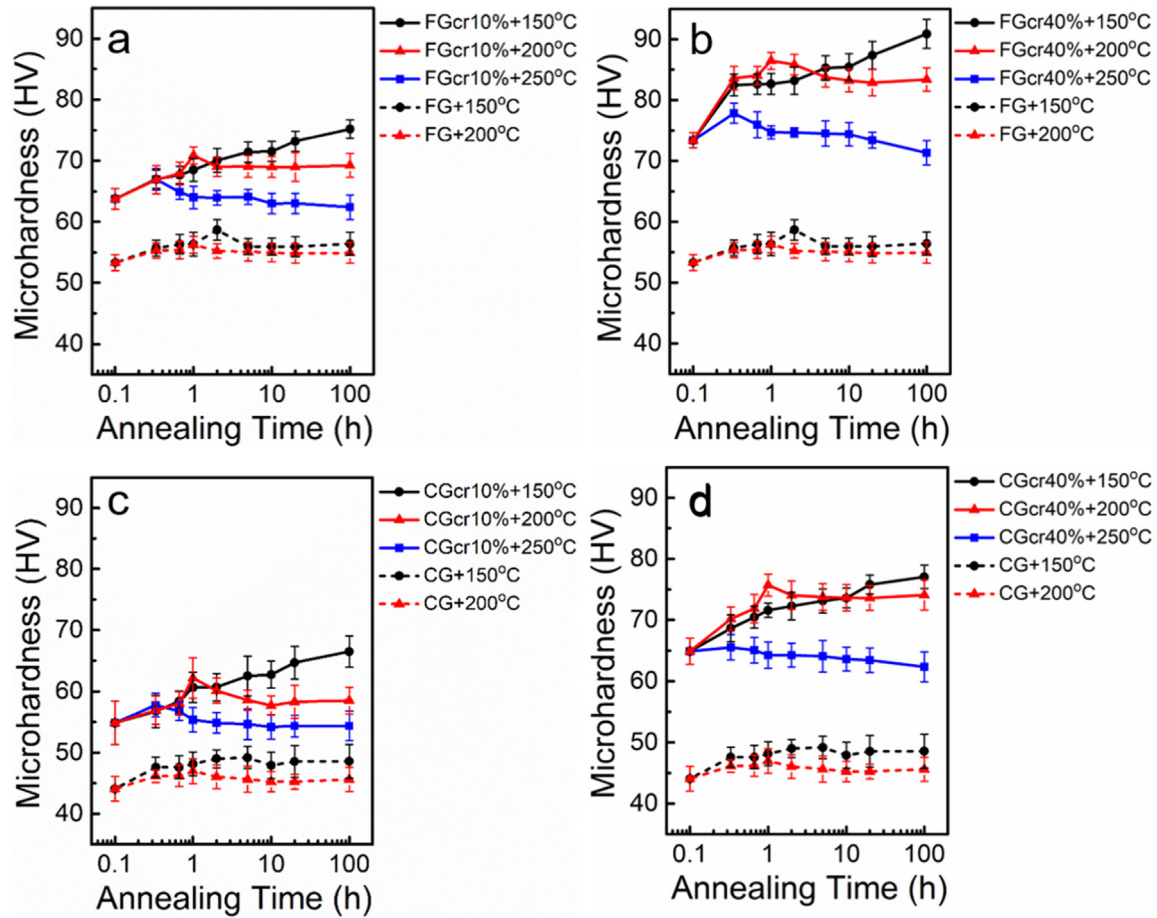 a
FGcr10%+150°C
FGcr10%+200°C
FGcr10%+250°C
FG+150°C
FG+200°C
Microhardness (HV)
90
80
70
60
50
40
0.1 1 10 100
Annealing Time (h)
b
FGcr40%+150°C
FGcr40%+200°C
FGcr40%+250°C
FG+150°C
FG+200°C
Microhardness (HV)
90
80
70
60
50
40
0.1 1 10 100
Annealing Time (h)
c
CGcr10%+150°C
CGcr10%+200°C
CGcr10%+250°C
CG+150°C
CG+200°C
Microhardness (HV)
90
80
70
60
50
40
0.1 1 10 100
Annealing Time (h)
d
CGcr40%+150°C
CGcr40%+200°C
CGcr40%+250°C
CG+150°C
CG+200°C
Microhardness (HV)
90
80
70
60
50
40
0.1 1 10 100
Annealing Time (h)